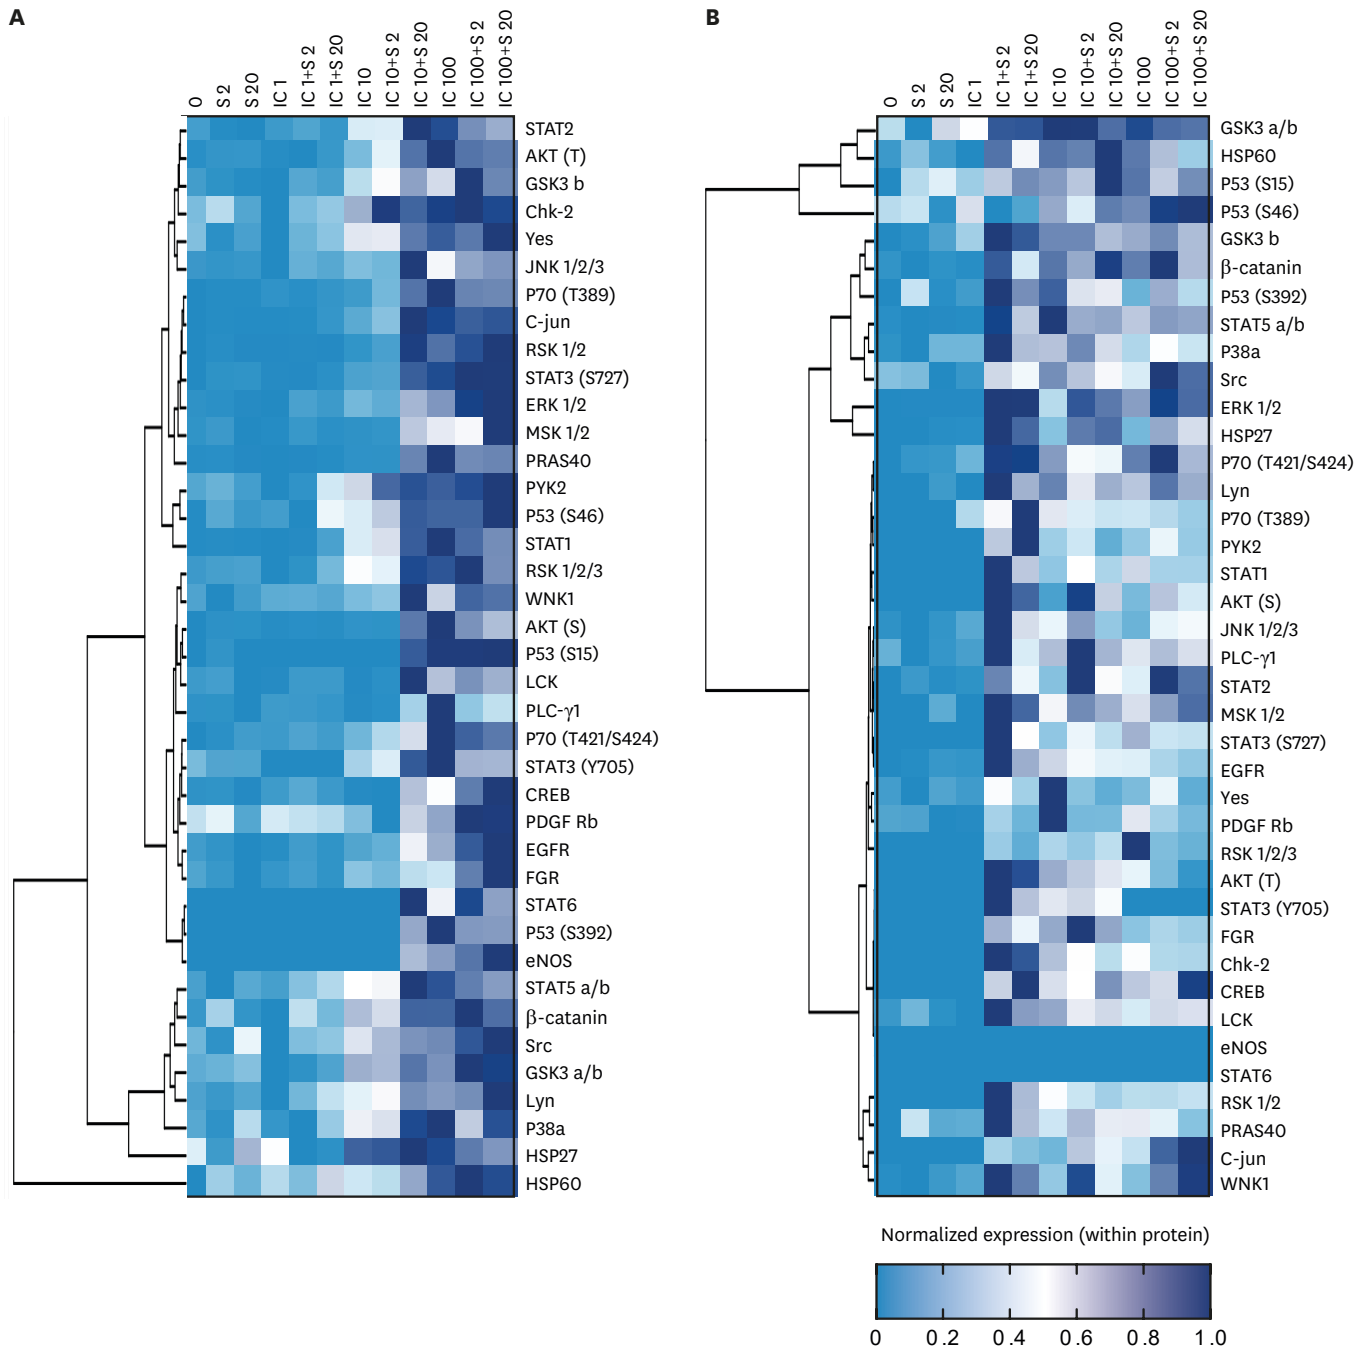 A
O
S 2
S 20
IC 1
IC 1+S 2
IC 1+S 20
IC 10
IC 10+S 2
IC 10+S 20
IC 100
IC 100+S 2
IC 100+S 20
STAT2
AKT (T)
GSK3 b
Chk-2
Yes
JNK 1/2/3
P70 (T389)
C-jun
RSK 1/2
STAT3 (S727)
ERK 1/2
MSK 1/2
PRAS40
PYK2
P53 (S46)
STAT1
RSK 1/2/3
WNK1
AKT (S)
P53 (S15)
LCK
PLC-γ1
P70 (T421/S424)
STAT3 (Y705)
CREB
PDGF Rb
EGFR
FGR
STAT6
P53 (S392)
eNOS
STAT5 a/b
β-catanin
Src
GSK3 a/b
Lyn
P38a
HSP27
HSP60
B
O
S 2
S 20
IC 1
IC 1+S 2
IC 1+S 20
IC 10
IC 10+S 2
IC 10+S 20
IC 100
IC 100+S 2
IC 100+S 20
GSK3 a/b
HSP60
P53 (S15)
P53 (S46)
GSK3 b
β-catanin
P53 (S392)
STAT5 a/b
P38a
Src
ERK 1/2
HSP27
P70 (T421/S424)
Lyn
P70 (T389)
PYK2
STAT1
AKT (S)
JNK 1/2/3
PLC-γ1
STAT2
MSK 1/2
STAT3 (S727)
EGFR
Yes
PDGF Rb
RSK 1/2/3
AKT (T)
STAT3 (Y705)
FGR
Chk-2
CREB
LCK
eNOS
STAT6
RSK 1/2
PRAS40
C-jun
WNK1
Normalized expression (within protein)
0 0.2 0.4 0.6 0.8 1.0